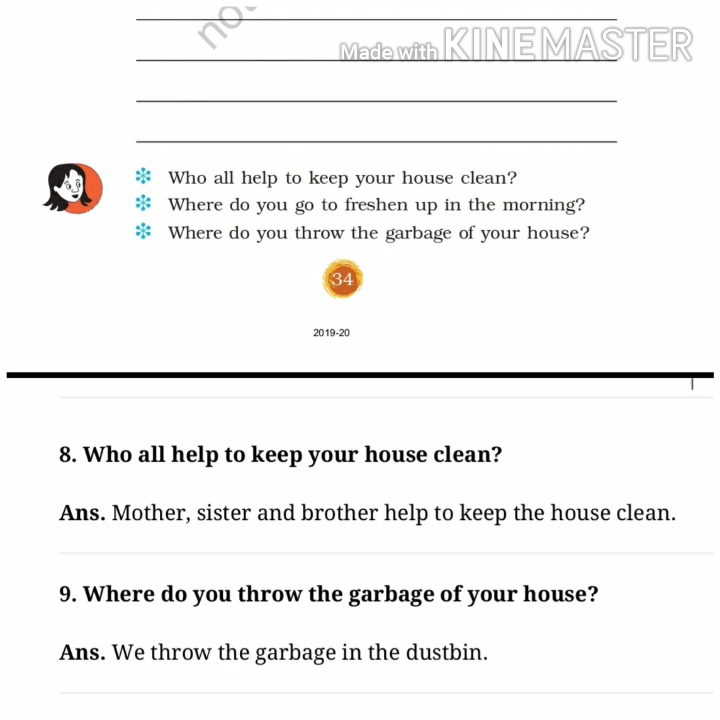 no
Made with KINEMASTER
Who all help to keep your house clean?
Where do you go to freshen up in the morning?
Where do you throw the garbage of your house?
34
2019-20
8. Who all help to keep your house clean?
Ans. Mother, sister and brother help to keep the house clean.
9. Where do you throw the garbage of your house?
Ans. We throw the garbage in the dustbin.